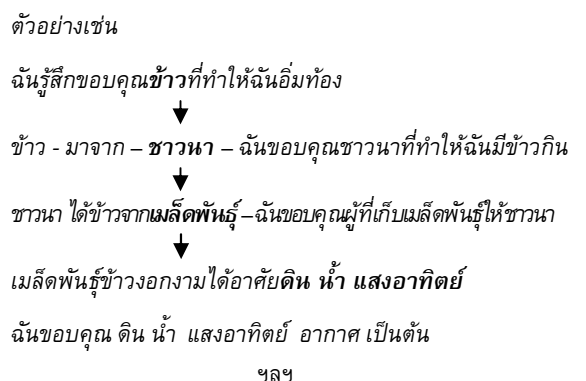 ตัวอย่างเช่น
ฉันรู้สึกขอบคุณข้าวที่ทำให้ฉันอิ่มท้อง
ข้าว - มาจาก – ชาวนา – ฉันขอบคุณชาวนาที่ทำให้ฉันมีข้าวกิน
ชาวนา ได้ข้าวจากเมล็ดพันธุ์ –ฉันขอบคุณผู้ที่เก็บเมล็ดพันธุ์ให้ชาวนา
เมล็ดพันธุ์ข้าวงอกงามได้อาศัยดิน น้ำ แสงอาทิตย์
ฉันขอบคุณ ดิน น้ำ แสงอาทิตย์ อากาศ เป็นต้น
ฯลฯ